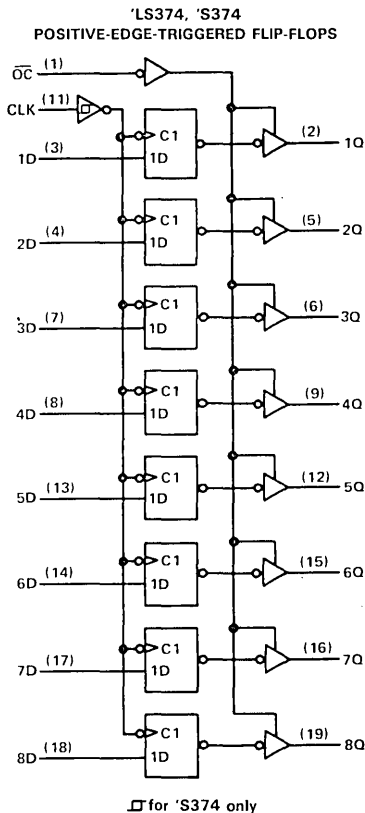 'LS374, 'S374
POSITIVE-EDGE-TRIGGERED FLIP-FLOPS
OC (1)
CLK (11)
C1 (2) 1Q
1D (3) 1D
C1 (5) 2Q
2D (4) 1D
C1 (6) 3Q
3D (7) 1D
C1 (9) 4Q
4D (8) 1D
C1 (12) 5Q
5D (13) 1D
C1 (15) 6Q
6D (14) 1D
C1 (16) 7Q
7D (17) 1D
C1 (19) 8Q
8D (18) 1D
for 'S374 only